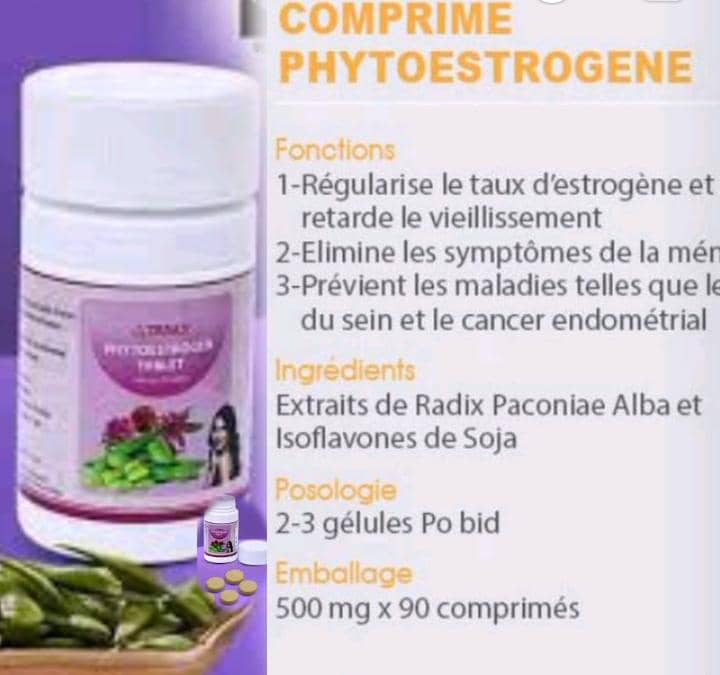 COMPRIME
PHYTOESTROGENE
Fonctions
1-Régularise le taux d'estrogène et
retarde le vieillissement
2-Elimine les symptômes de la mén
3-Prévient les maladies telles que le
du sein et le cancer endométrial
Ingrédients
Extraits de Radix Paconiae Alba et
Isoflavones de Soja
Posologie
2-3 gélules Po bid
Emballage
500 mg x 90 comprimés
PHYTOESTROGEN
TABLET